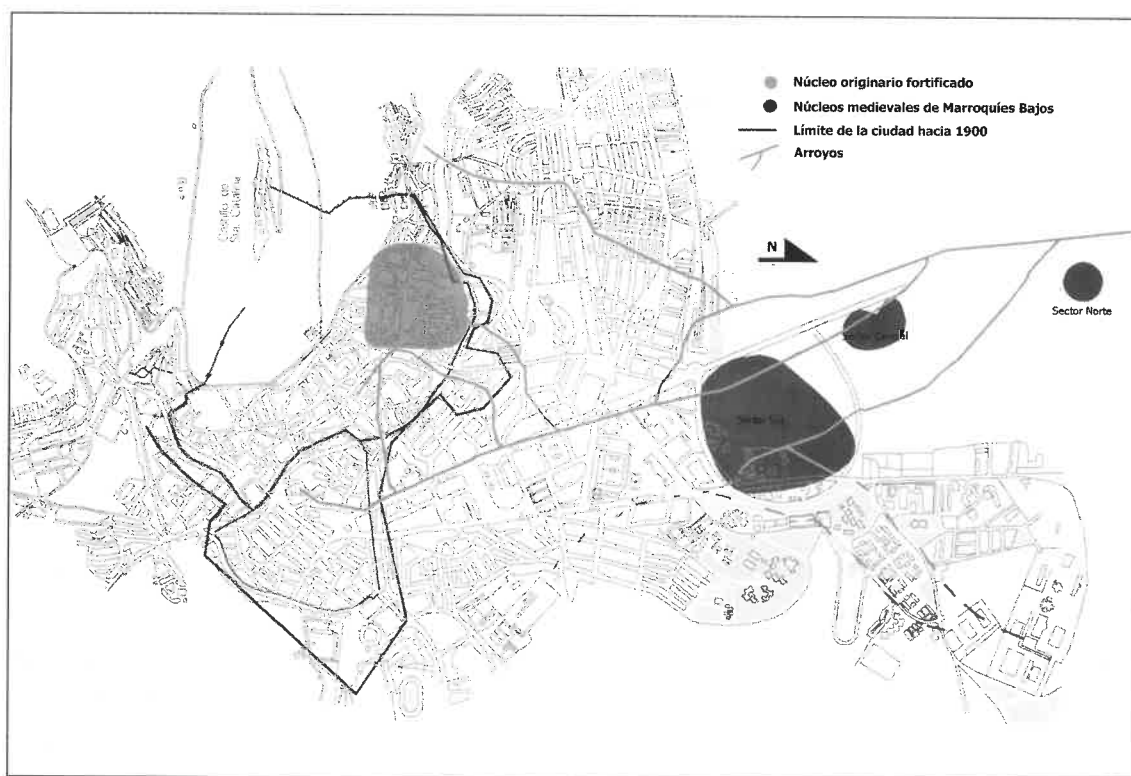 Núcleo originario fortificado
Núcleos medievales de Marroquíes Bajos
Límite de la ciudad hacia 1900
Arroyos
N
Castillo de
Sta. Catalina
Sector Norte
Sector Central
Sector Sur